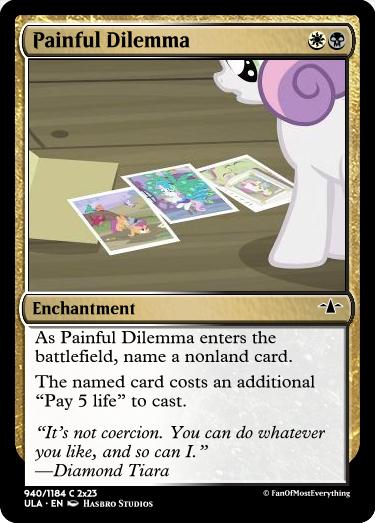 Painful Dilemma
Enchantment
As Painful Dilemma enters the
battlefield, name a nonland card.
The named card costs an additional
“Pay 5 life” to cast.
“It’s not coercion. You can do whatever
you like, and so can I.”
—Diamond Tiara
940/1184 C 2x23
ULA • EN HASBRO STUDIOS
© FanOfMostEverything